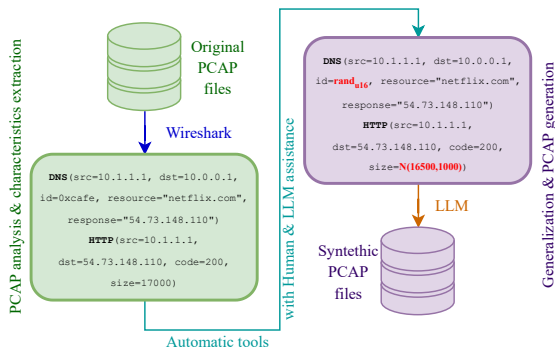 PCAP analysis & characteristics extraction
Original
PCAP
files
Wireshark
DNS(src=10.1.1.1, dst=10.0.0.1,
id=0xcafe, resource="netflix.com",
response="54.73.148.110")
HTTP(src=10.1.1.1,
dst=54.73.148.110, code=200,
size=17000)
Automatic tools
with Human & LLM assistance
DNS(src=10.1.1.1, dst=10.0.0.1,
id=rand_u16, resource="netflix.com",
response="54.73.148.110")
HTTP(src=10.1.1.1,
dst=54.73.148.110, code=200,
size=N(16500,1000))
LLM
Syntethic
PCAP
files
Generalization & PCAP generation